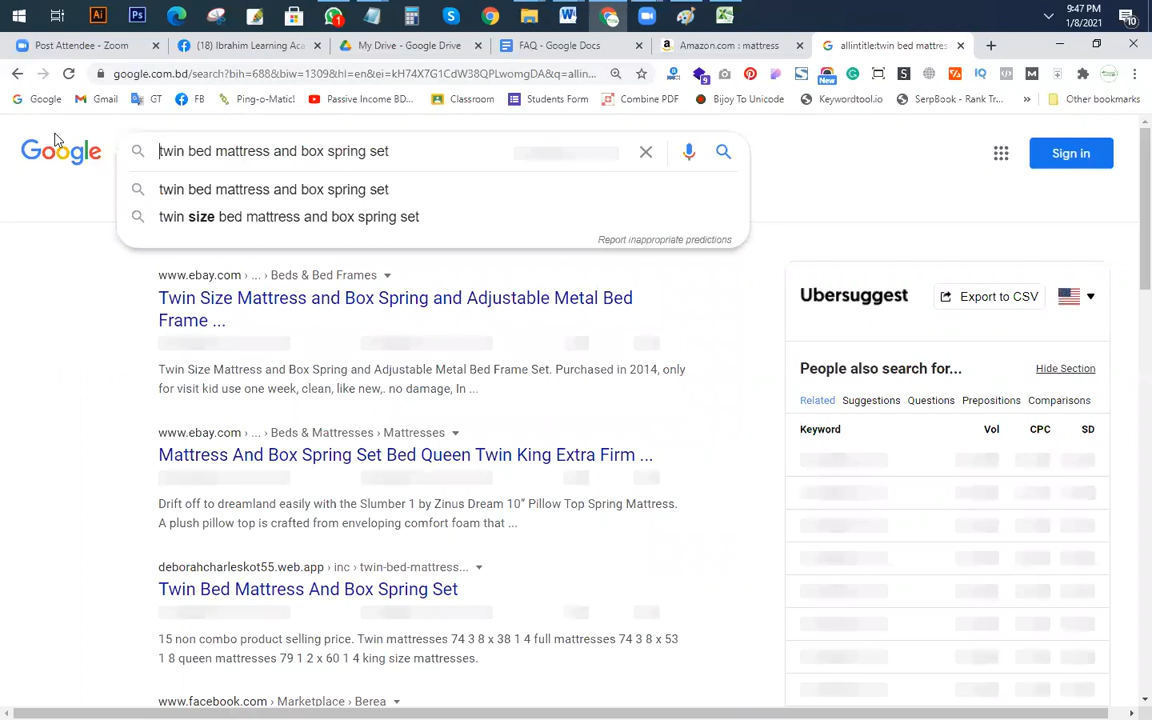 9:47 PM
1/8/2021
10
Post Attendee - Zoom
(18) Ibrahim Learning Aca
My Drive - Google Drive
FAQ - Google Docs
Amazon.com : mattress
allintitle:twin bed mattres
google.com.bd/search?bih=688&biw=1309&hl=en&ei=kH74X7G1CdW38QPLwomgDA&q=allin...
Google
Gmail
GT
FB
Ping-o-Matic!
Passive Income BD...
Classroom
Students Form
Combine PDF
Bijoy To Unicode
Keywordtool.io
SerpBook - Rank Tr...
Other bookmarks
Google
twin bed mattress and box spring set
Sign in
twin bed mattress and box spring set
twin size bed mattress and box spring set
Report inappropriate predictions
www.ebay.com › ... › Beds & Bed Frames
Twin Size Mattress and Box Spring and Adjustable Metal Bed
Frame ...
Twin Size Mattress and Box Spring and Adjustable Metal Bed Frame Set. Purchased in 2014, only
for visit kid use one week, clean, like new,. no damage, In ...
www.ebay.com › ... › Beds & Mattresses › Mattresses
Mattress And Box Spring Set Bed Queen Twin King Extra Firm ...
Drift off to dreamland easily with the Slumber 1 by Zinus Dream 10" Pillow Top Spring Mattress.
A plush pillow top is crafted from enveloping comfort foam that ...
deborahcharleskot55.web.app › inc › twin-bed-mattress...
Twin Bed Mattress And Box Spring Set
15 non combo product selling price. Twin mattresses 74 3 8 x 38 1 4 full mattresses 74 3 8 x 53
1 8 queen mattresses 79 1 2 x 60 1 4 king size mattresses.
www.facebook.com › Marketplace › Berea
Ubersuggest
Export to CSV
People also search for...
Hide Section
Related Suggestions Questions Prepositions Comparisons
Keyword Vol CPC SD